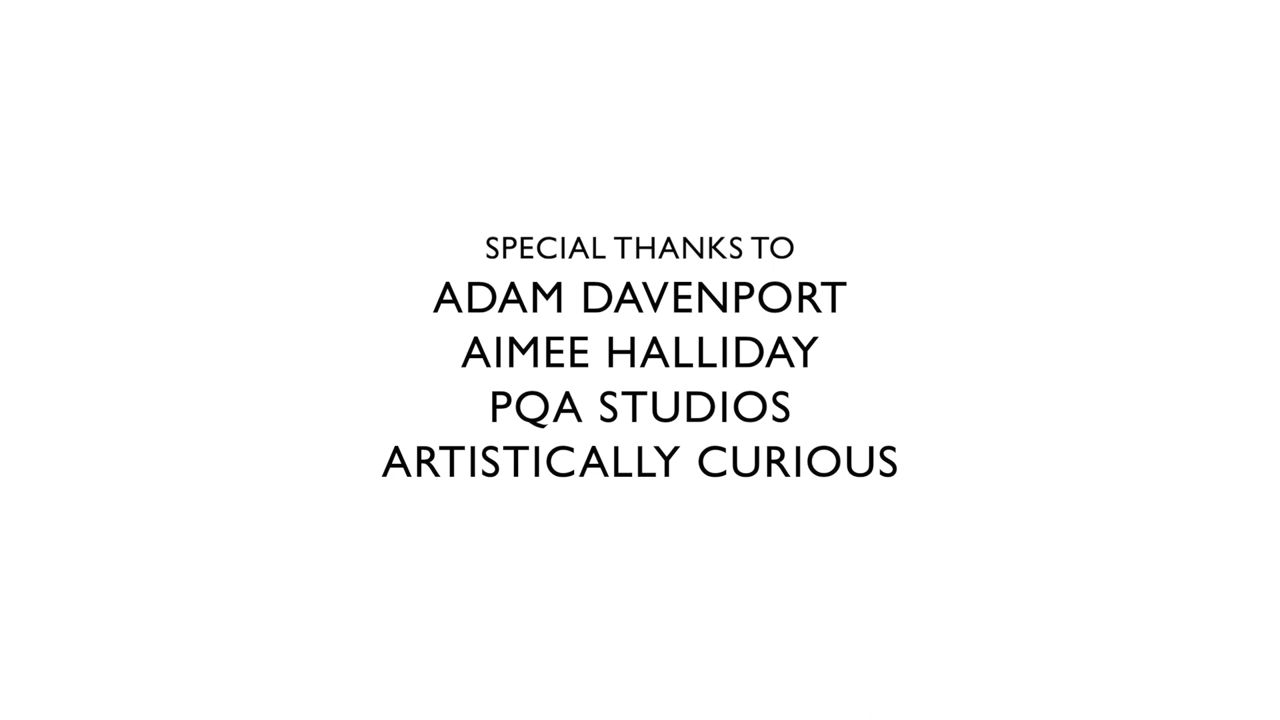 SPECIAL THANKS TO
ADAM DAVENPORT
AIMEE HALLIDAY
PQA STUDIOS
ARTISTICALLY CURIOUS